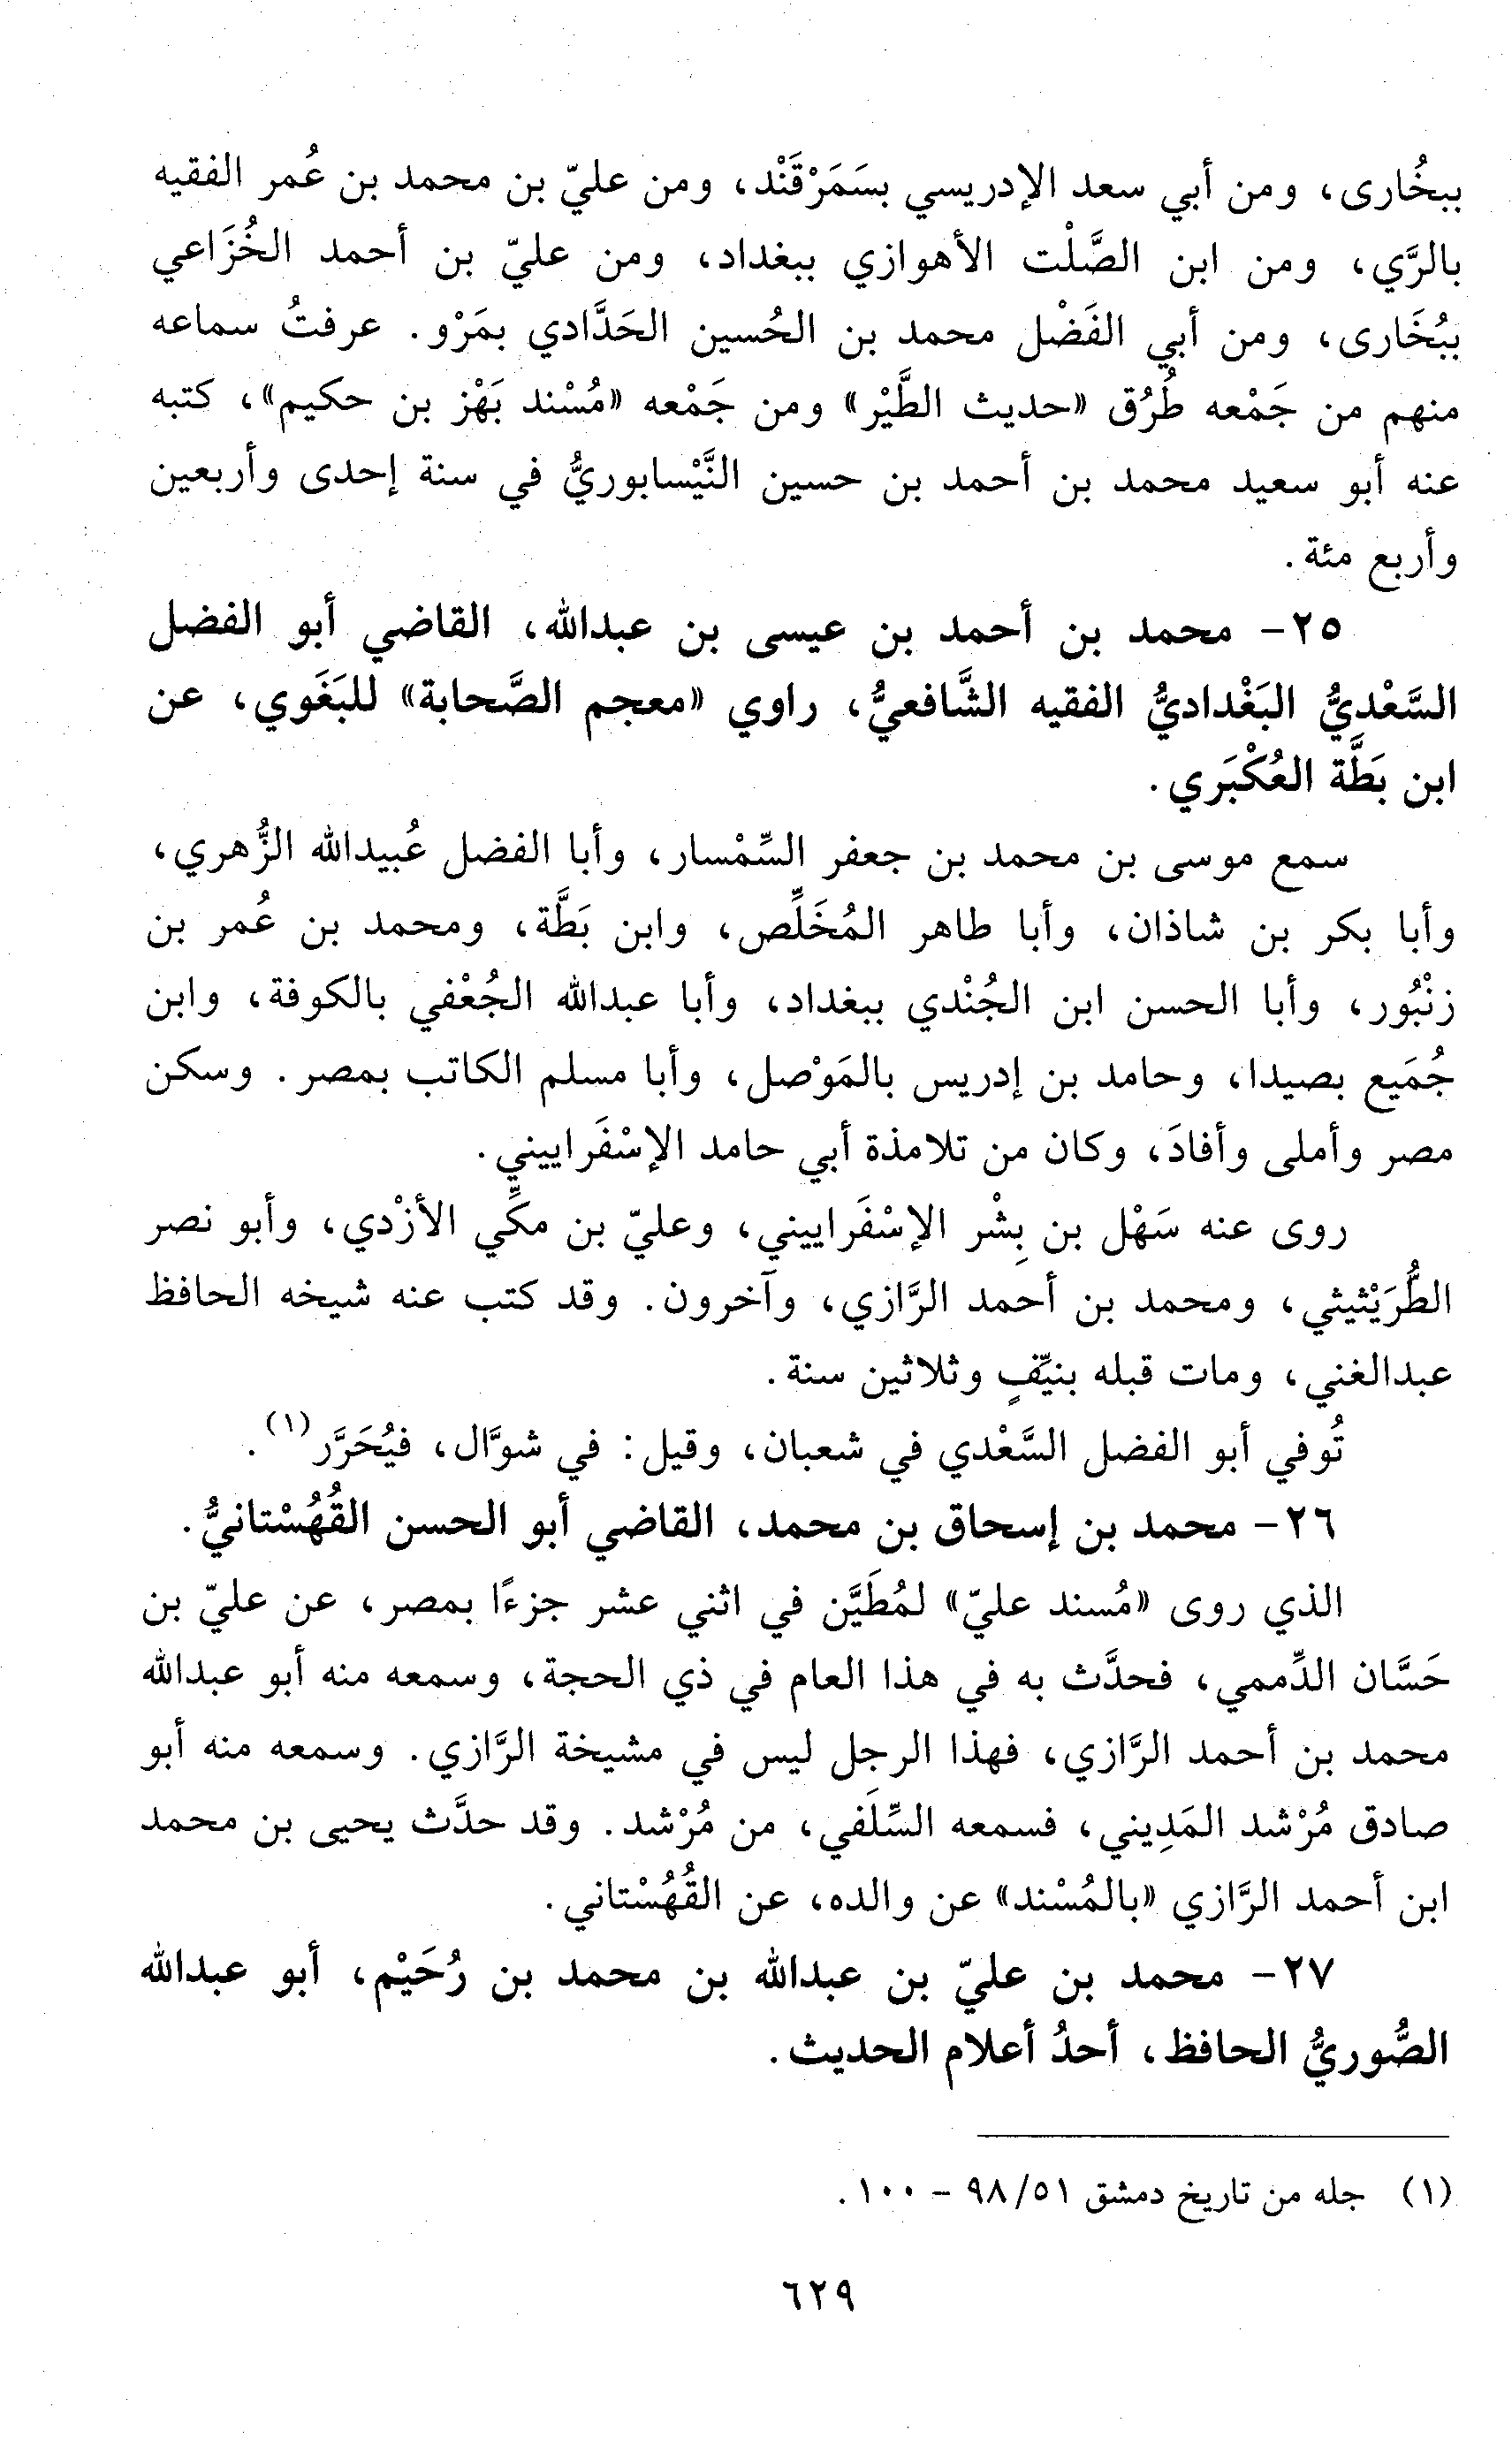 ببخُارى، ومن أبي سعد الإدريسي بسَمَرْقَنْد، ومن عليّ بن محمد بن عُمر الفقيه
بالرَّي، ومن ابن الصَّلْت الأهوازي ببغداد، ومن عليّ بن أحمد الخُزَاعي
ببُخَارى، ومن أبي الفَضْل محمد بن الحُسين الحَدَّادي بمَرْو. عرفتُ سماعه
منهم من جَمْعه طُرُق «حديث الطَّيْر» ومن جَمْعه «مُسْند بَهْز بن حكيم»، كتبه
عنه أبو سعيد محمد بن أحمد بن حسين النَّيْسابوريُّ في سنة إحدى وأربعين
وأربع مئة.
٢٥- محمد بن أحمد بن عيسى بن عبدالله، القاضي أبو الفضل
السَّعْديُّ البَغْداديُّ الفقيه الشَّافعيُّ، راوي «معجم الصَّحابة» للبَغَوي، عن
ابن بَطَّة العُكْبَري.
سمع موسى بن محمد بن جعفر السِّمْسار، وأبا الفضل عُبيدالله الزُّهري،
وأبا بكر بن شاذان، وأبا طاهر المُخَلِّص، وابن بَطَّة، ومحمد بن عُمر بن
زنْبُور، وأبا الحسن ابن الجُنْدي ببغداد، وأبا عبدالله الجُعْفي بالكوفة، وابن
جُمَيع بصيدا، وحامد بن إدريس بالمَوْصل، وأبا مسلم الكاتب بمصر. وسكن
مصر وأملى وأفادَ، وكان من تلامذة أبي حامد الإسْفَراييني.
روى عنه سَهْل بن بِشْر الإسْفَراييني، وعليّ بن مكِّي الأزْدي، وأبو نصر
الطُّرَيْثيثي، ومحمد بن أحمد الرَّازي، وآخرون. وقد كتب عنه شيخه الحافظ
عبدالغني، ومات قبله بنيِّفٍ وثلاثين سنة.
تُوفي أبو الفضل السَّعْدي في شعبان، وقيل: في شوَّال، فيُحَرَّر(١).
٢٦- محمد بن إسحاق بن محمد، القاضي أبو الحسن القُهُسْتانيُّ.
الذي روى «مُسند عليّ» لمُطَيَّن في اثني عشر جزءًا بمصر، عن عليّ بن
حَسَّان الدِّممي، فحدَّث به في هذا العام في ذي الحجة، وسمعه منه أبو عبدالله
محمد بن أحمد الرَّازي، فهذا الرجل ليس في مشيخة الرَّازي. وسمعه منه أبو
صادق مُرْشد المَدِيني، فسمعه السِّلَفي، من مُرْشد. وقد حدَّث يحيى بن محمد
ابن أحمد الرَّازي «بالمُسْند» عن والده، عن القُهُسْتاني.
٢٧- محمد بن عليّ بن عبدالله بن محمد بن رُحَيْم، أبو عبدالله
الصُّوريُّ الحافظ، أحدُ أعلام الحديث.
(١) جله من تاريخ دمشق ٥١/ ٩٨ - ١٠٠.
٦٢٩